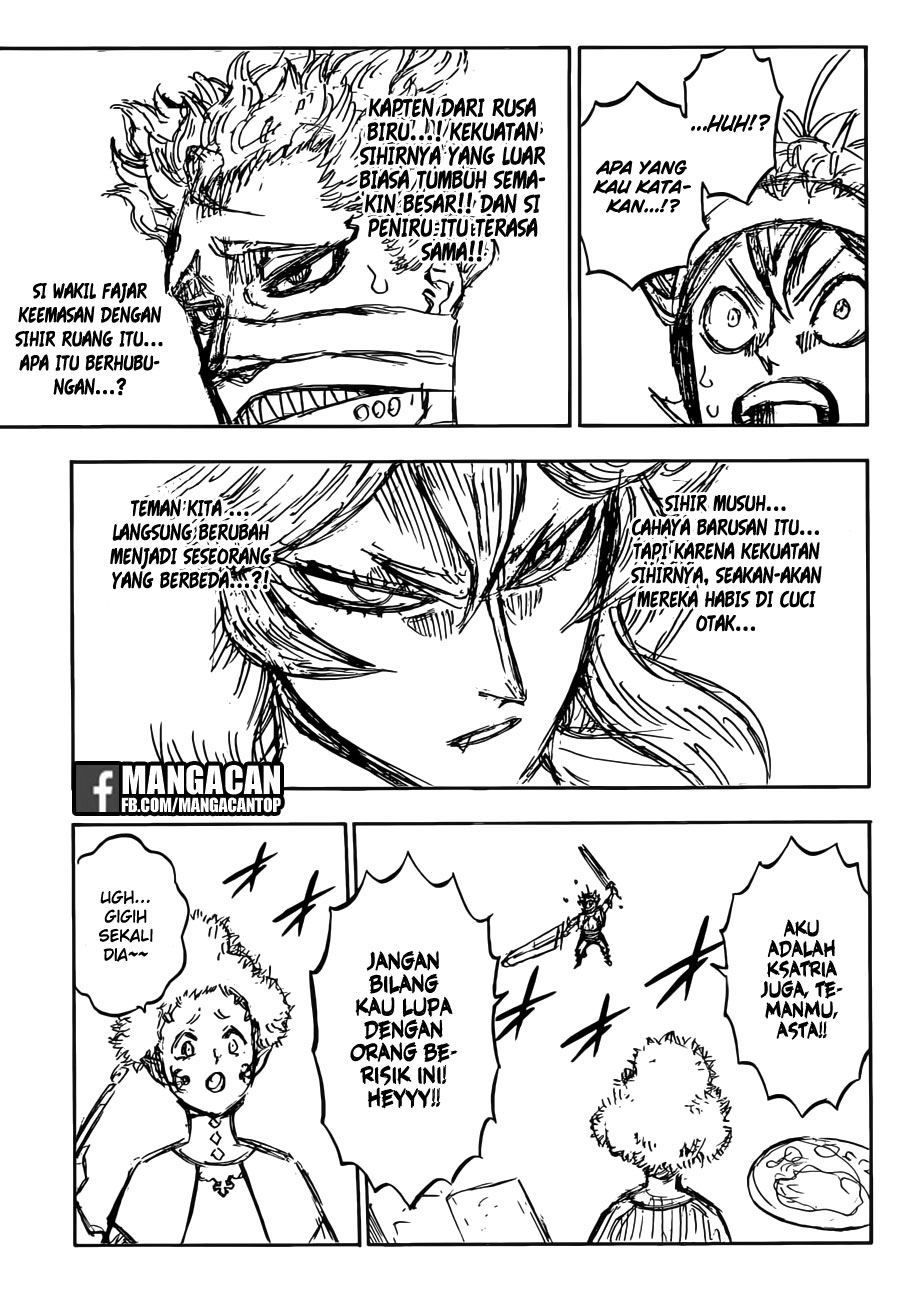 ...HUH!?
APA YANG
KAU KATA-
KAN...!?
KAPTEN DARI RUSA
BIRU...! KEKUATAN
SIHIRNYA YANG LUAR
BIASA TUMBUH SEMA-
KIN BESAR!! DAN SI
PENIRU ITU TERASA
SAMA!!
SI WAKIL FAJAR
KEEMASAN DENGAN
SIHIR RUANG ITU...
APA ITU BERHUBU-
NGAN...?
SIHIR MUSUH...
CAHAYA BARUSAN ITU...
TAPI KARENA KEKUATAN
SIHIRNYA, SEAKAN-AKAN
MEREKA HABIS DI CUCI
OTAK...
TEMAN KITA ...
LANGSUNG BERUBAH
MENJADI SESEORANG
YANG BERBEDA...?!
MANGACAN
FB.COM/MANGACANTOP
AKU
ADALAH
KSATRIA
JUGA, TE-
MANMU,
ASTA!!
JANGAN
BILANG
KAU LUPA
DENGAN
ORANG BE-
RISIK INI!
HEYYY!!
UGH...
GIGIH
SEKALI
DIA~~